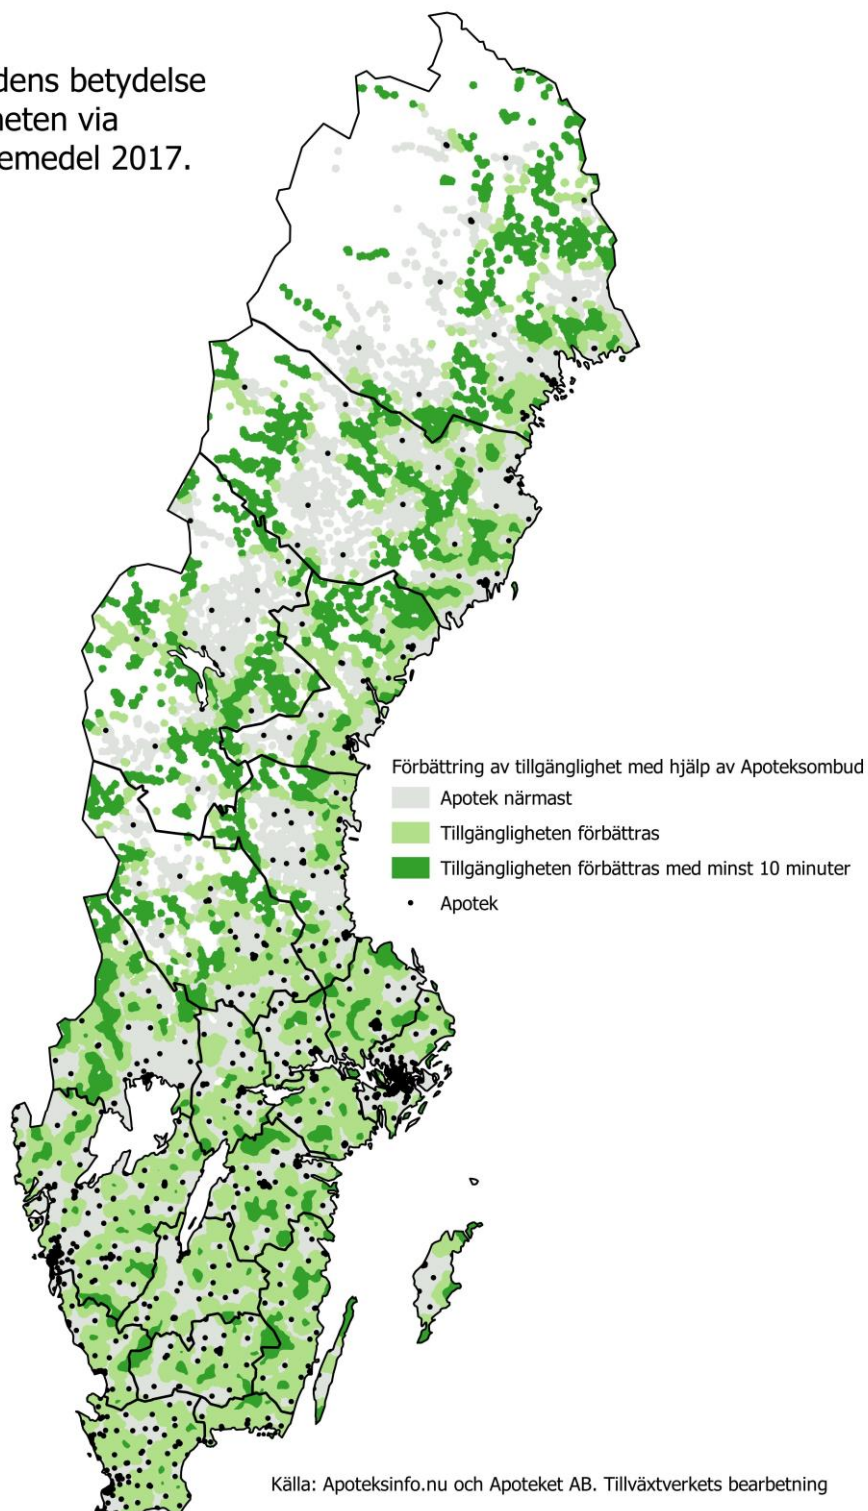 dens betydelse
heten via
emedel 2017.
Förbättring av tillgänglighet med hjälp av Apoteksombud
Apotek närmast
Tillgängligheten förbättras
Tillgängligheten förbättras med minst 10 minuter
Apotek
Källa: Apoteksinfo.nu och Apoteket AB. Tillväxtverkets bearbetning